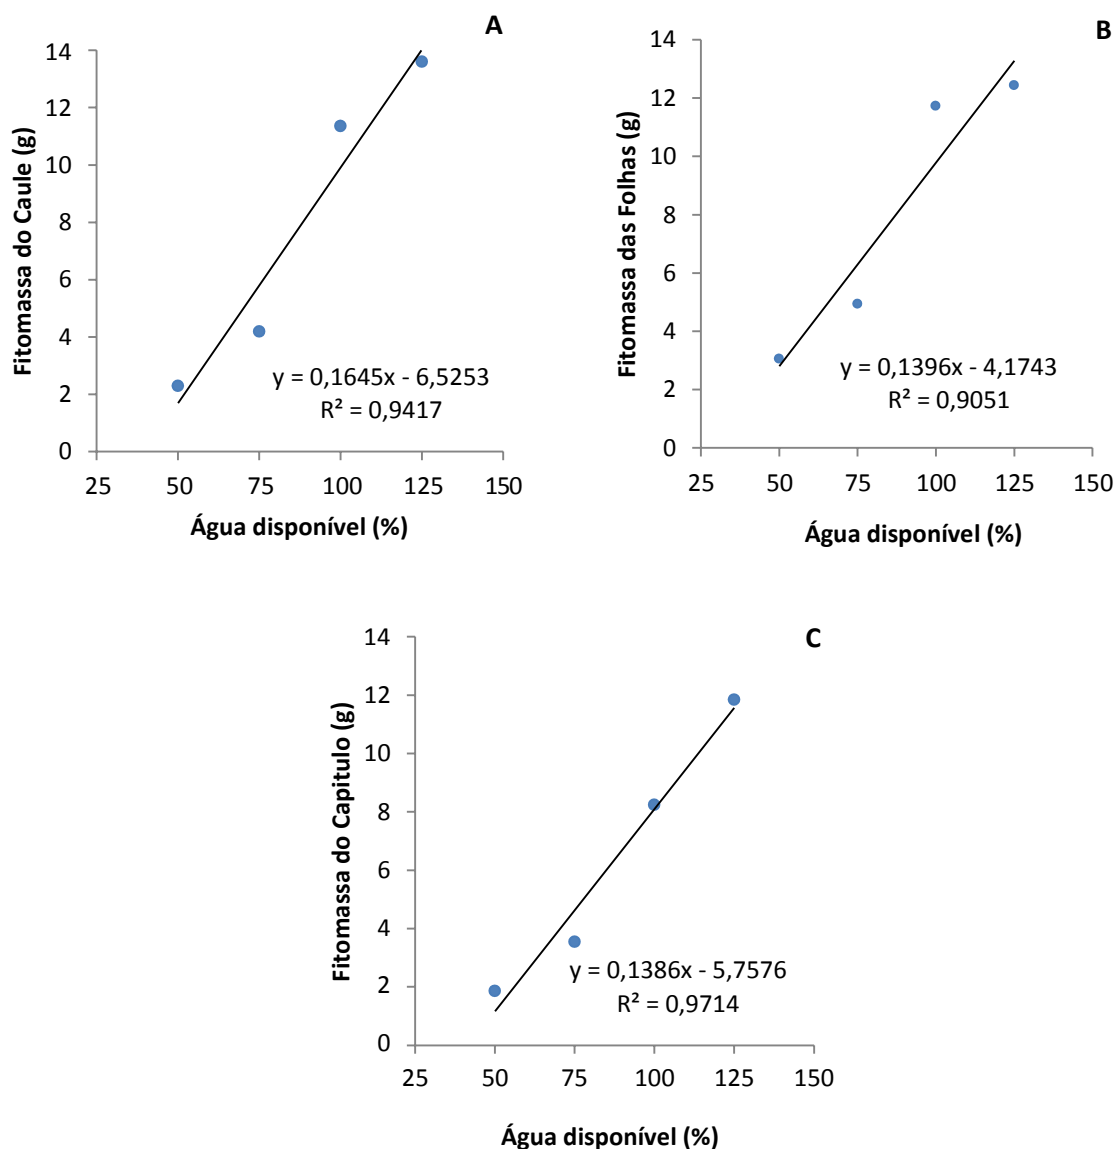 A
Fitomassa do Caule (g)
14
12
10
8
6
4
2
0
y = 0,1645x - 6,5253
R² = 0,9417
25 50 75 100 125 150
Água disponível (%)
B
Fitomassa das Folhas (g)
14
12
10
8
6
4
2
0
y = 0,1396x - 4,1743
R² = 0,9051
25 50 75 100 125 150
Água disponível (%)
C
Fitomassa do Capitulo (g)
14
12
10
8
6
4
2
0
y = 0,1386x - 5,7576
R² = 0,9714
25 50 75 100 125 150
Água disponível (%)